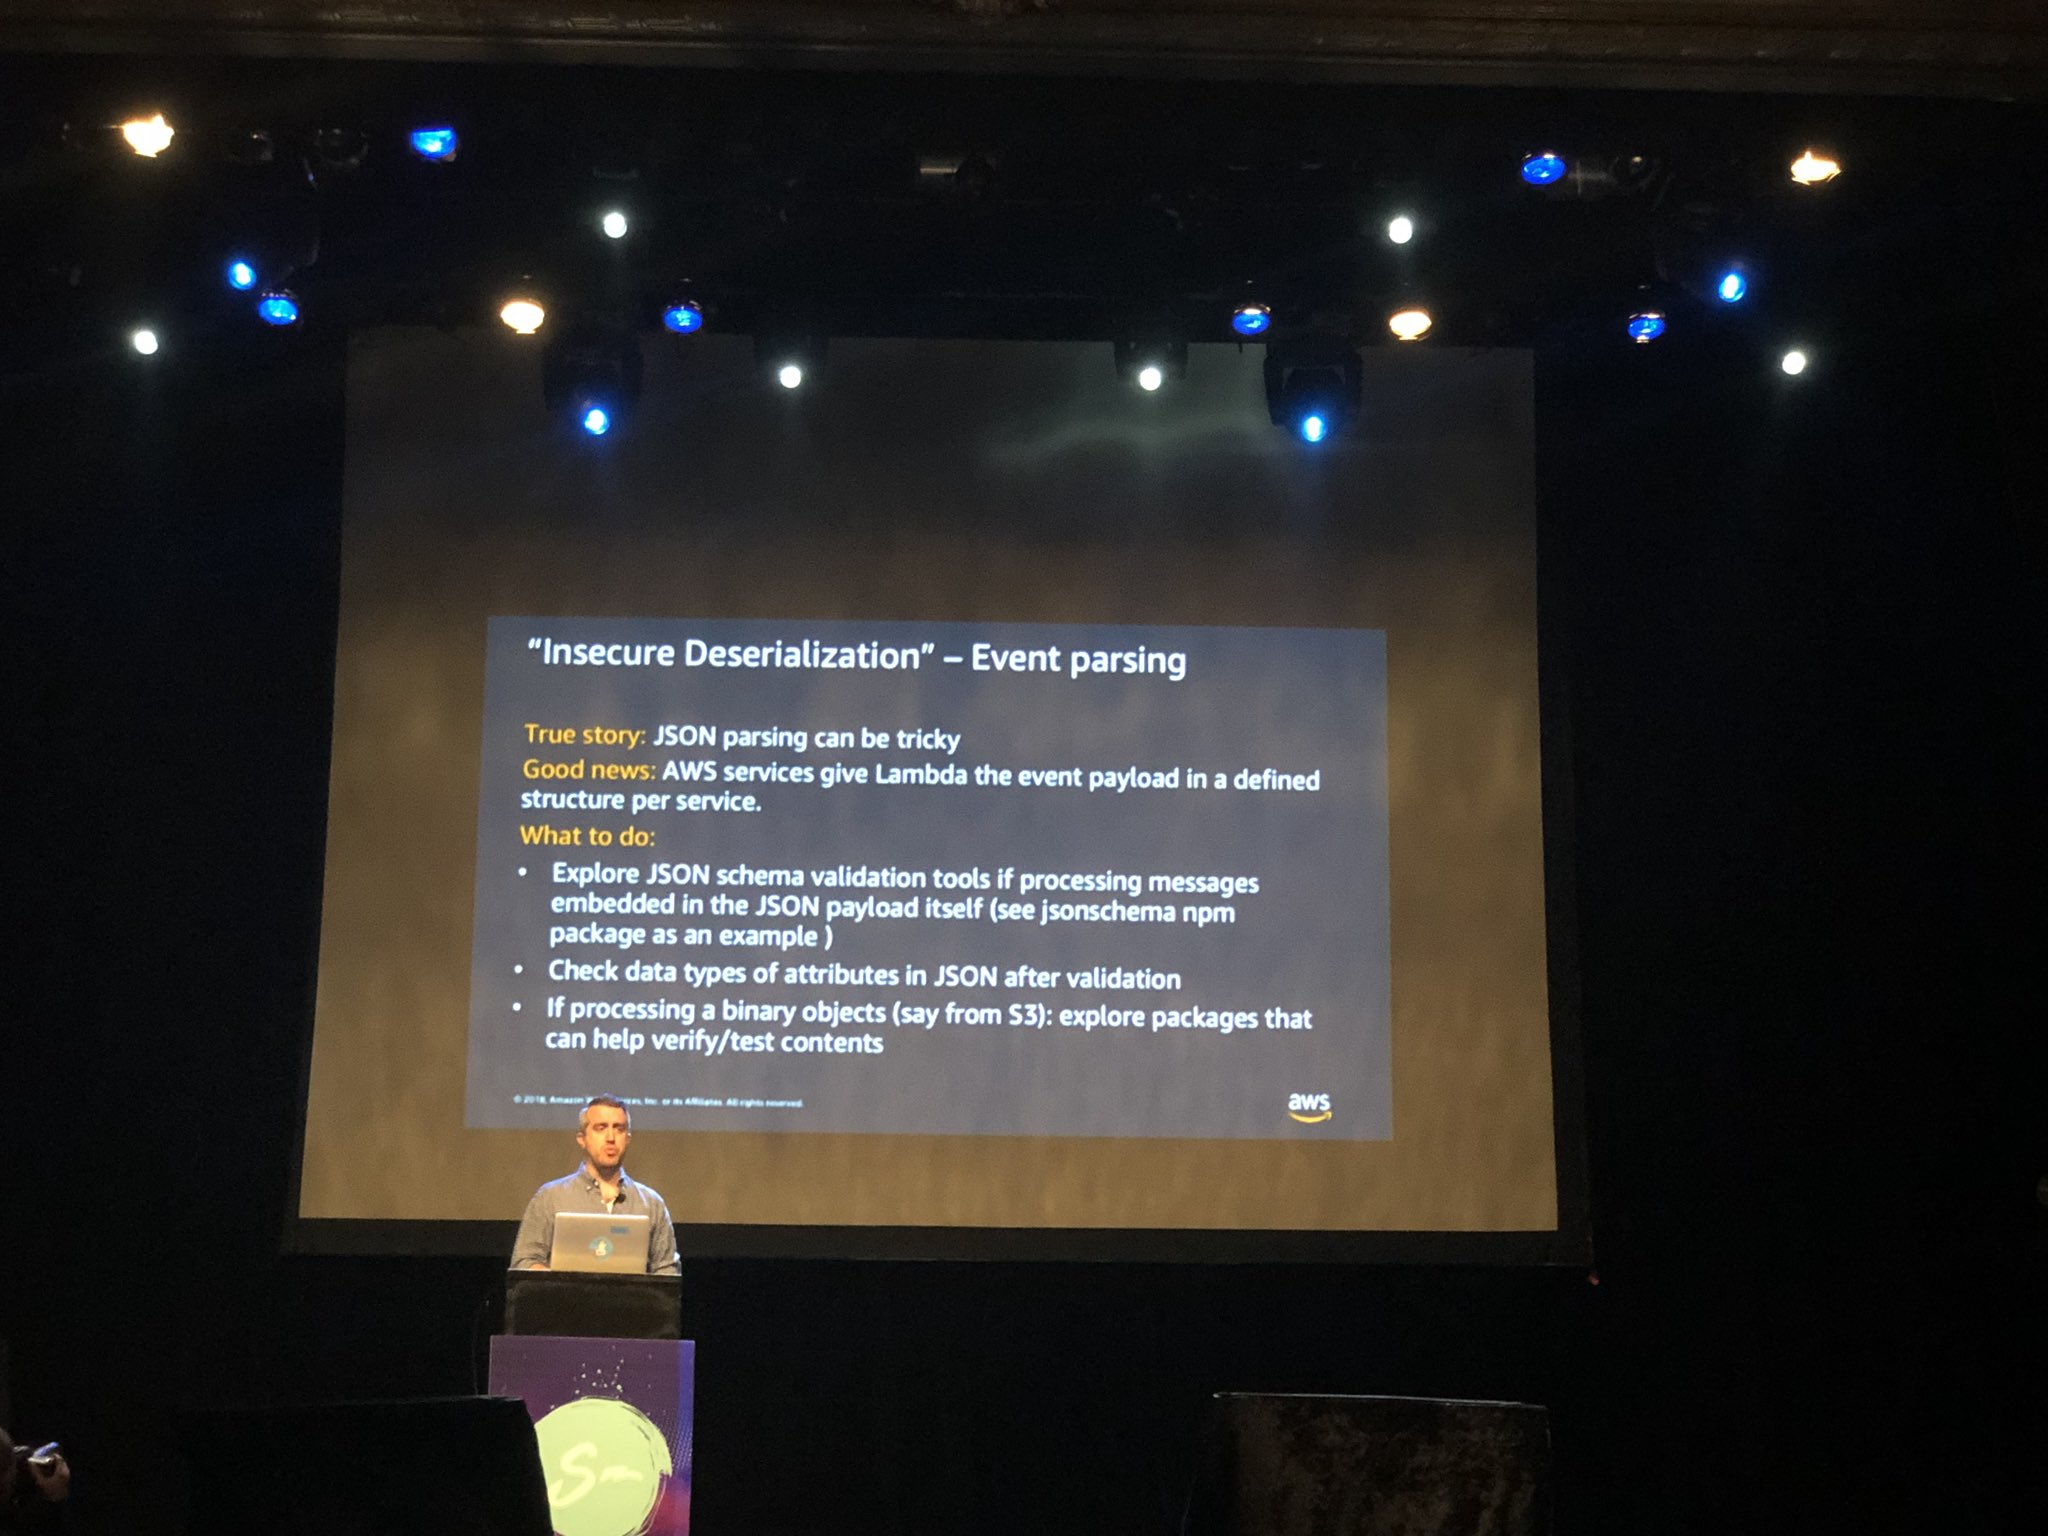 “Insecure Deserialization” – Event parsing
True story: JSON parsing can be tricky
Good news: AWS services give Lambda the event payload in a defined
structure per service.
What to do:
• Explore JSON schema validation tools if processing messages
embedded in the JSON payload itself (see jsonschema npm
package as an example )
• Check data types of attributes in JSON after validation
• If processing a binary objects (say from S3): explore packages that
can help verify/test contents
© 2018, Amazon Inc. or its Affiliates. All rights reserved.
aws